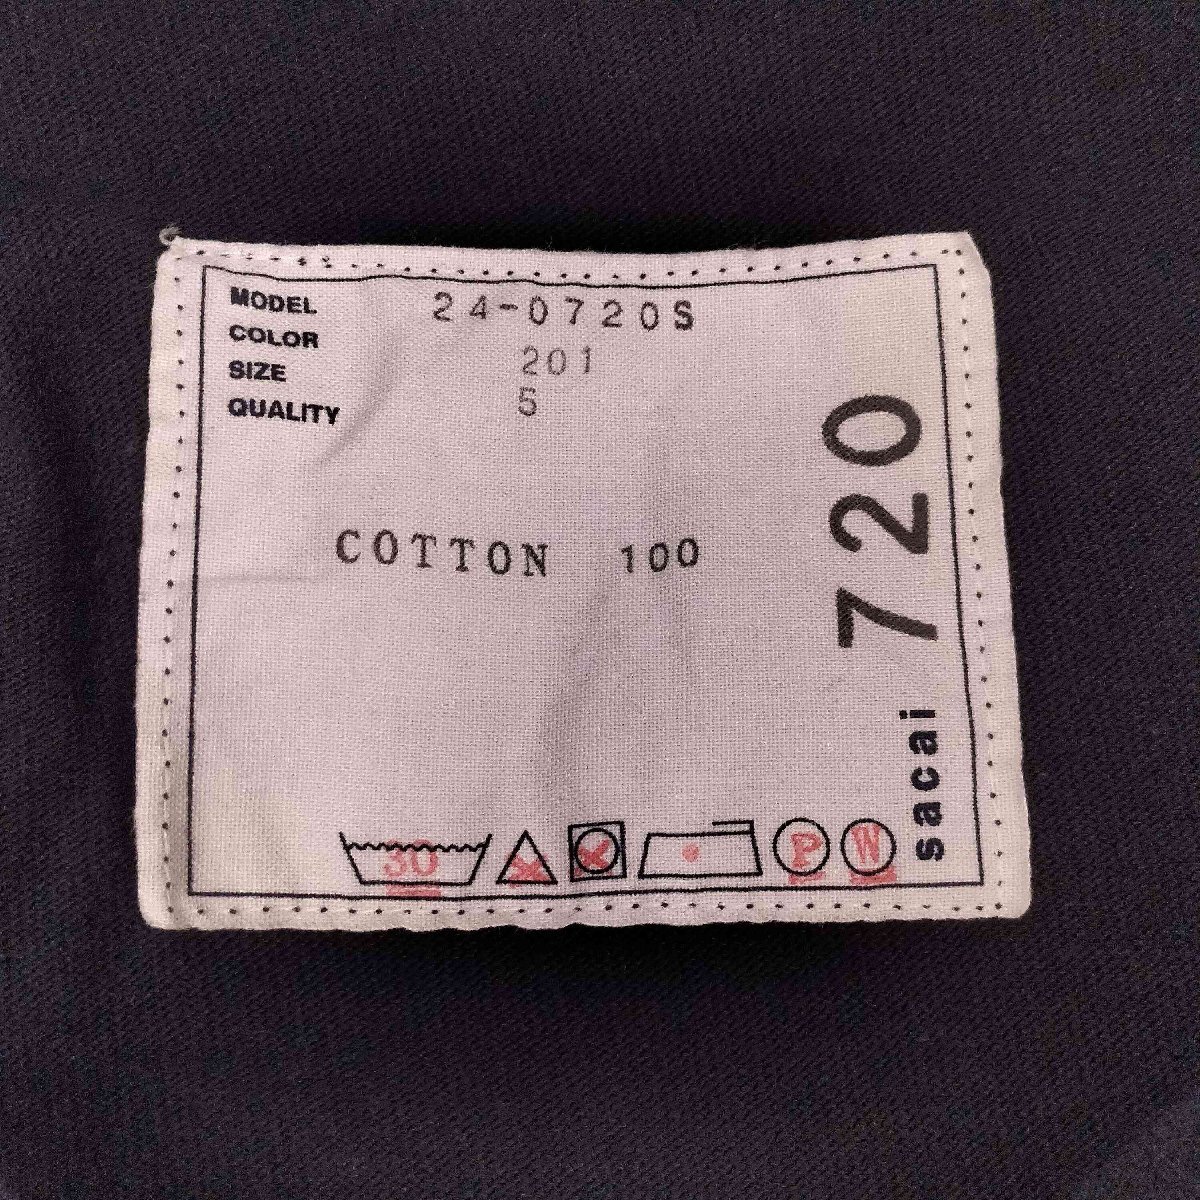 MODEL 24-0720S
COLOR 201
SIZE 5
QUALITY
COTTON 100
720
sacai
30 P W